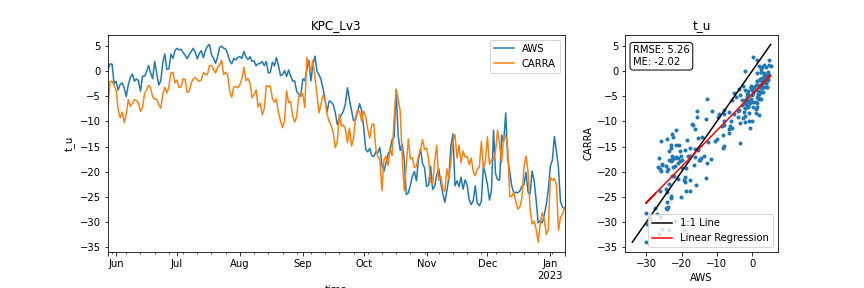 KPC_Lv3
t_u
5
0
−5
−10
−15
−20
−25
−30
−35
t_u
Jun
Jul
Aug
Sep
Oct
Nov
Dec
Jan
2023
time
AWS
CARRA
RMSE: 5.26
ME: -2.02
5
0
−5
−10
−15
−20
−25
−30
−35
CARRA
1:1 Line
Linear Regression
−30
−20
−10
0
AWS